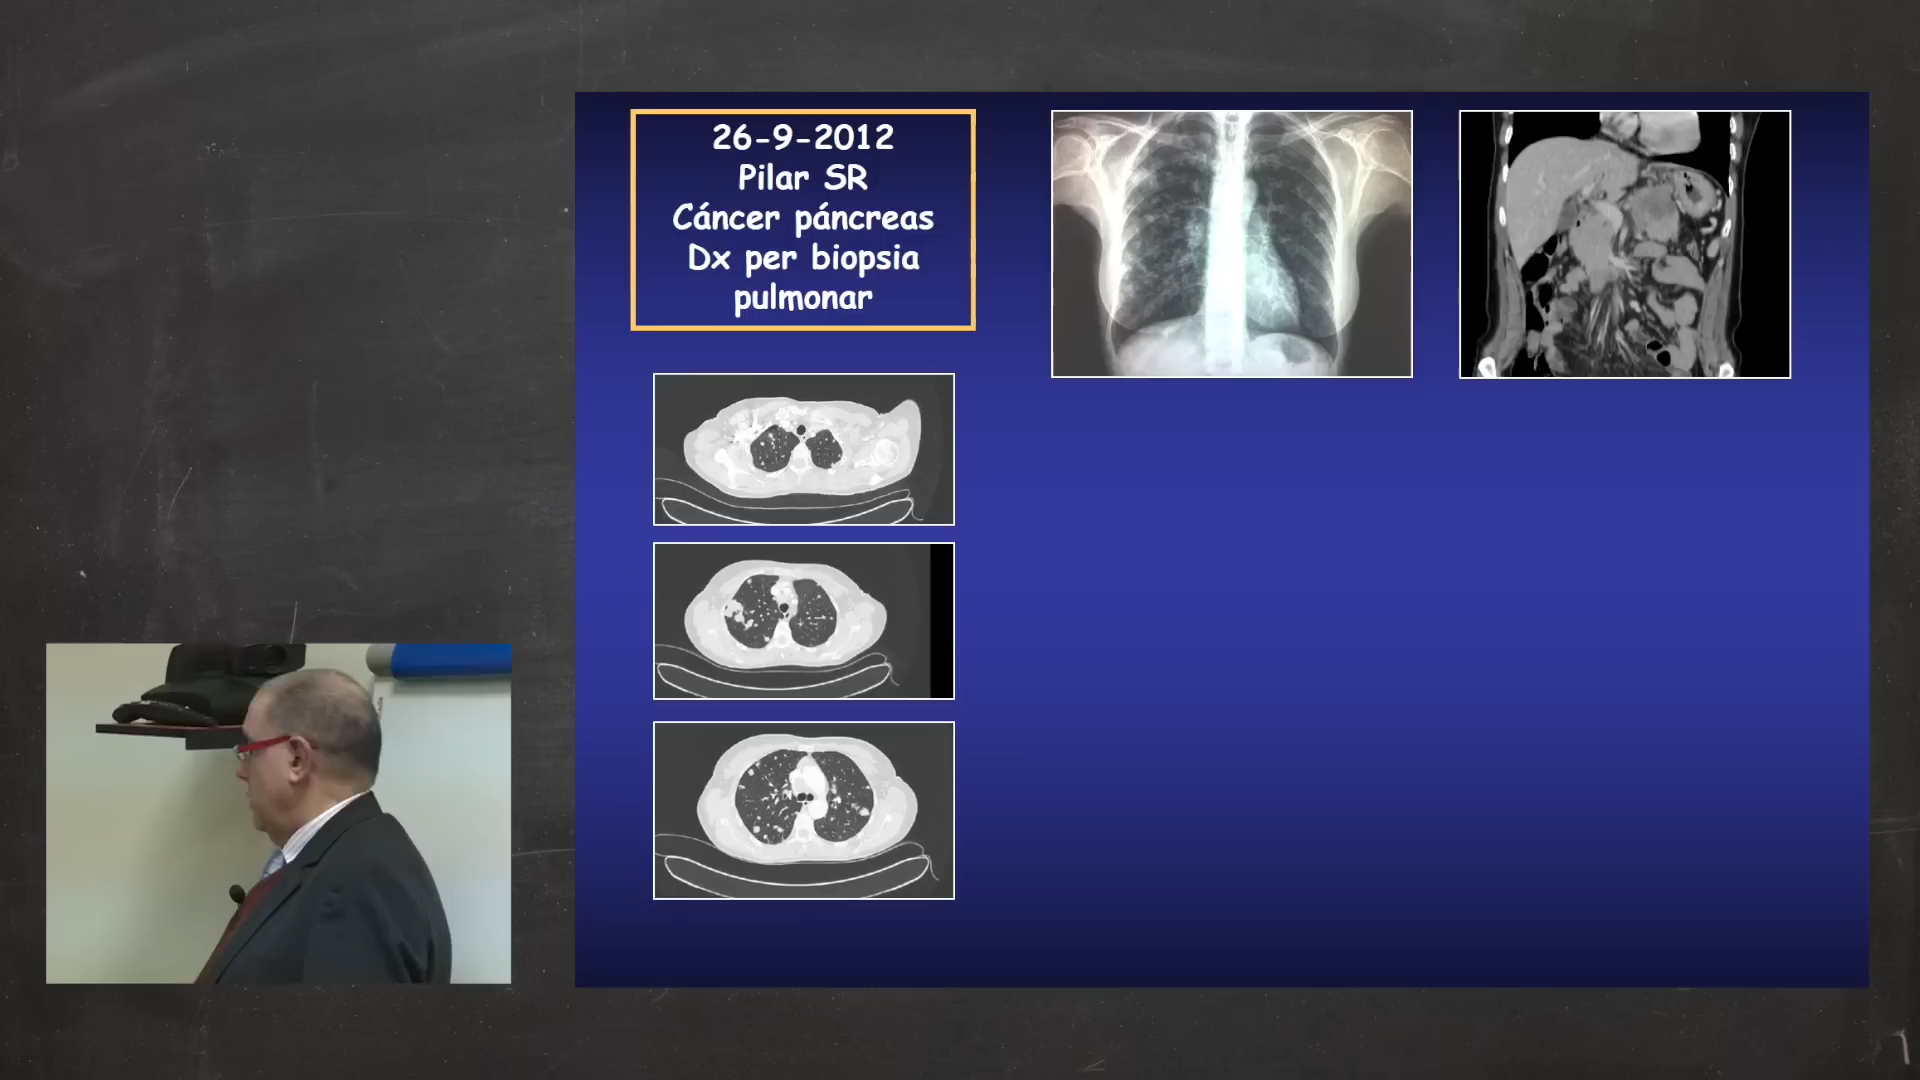 26-9-2012
Pilar SR
Cáncer páncreas
Dx per biopsia
pulmonar